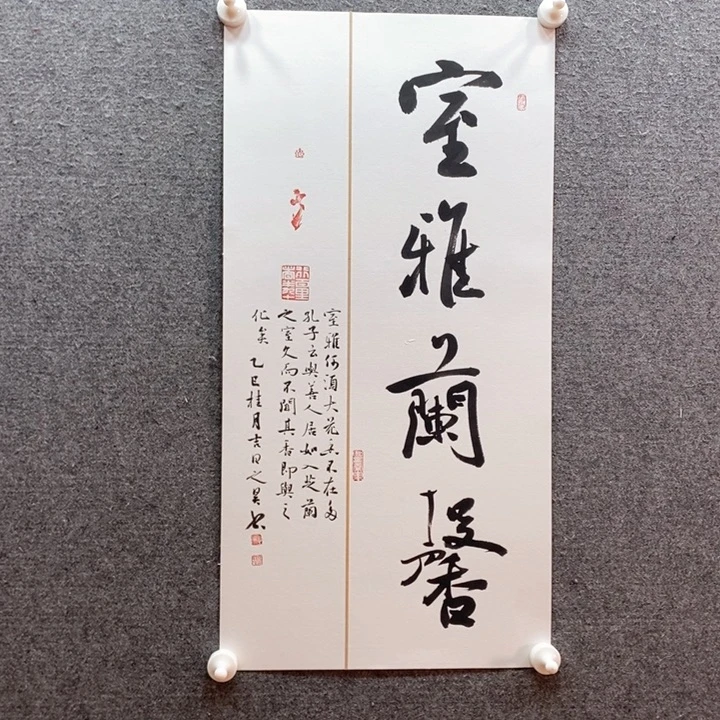 室雅蘭馨
室雅何須大花香不在多
孔子云與善人居如入芝蘭
之室久而不聞其香即與之
化矣 乙巳桂月吉日之昊书